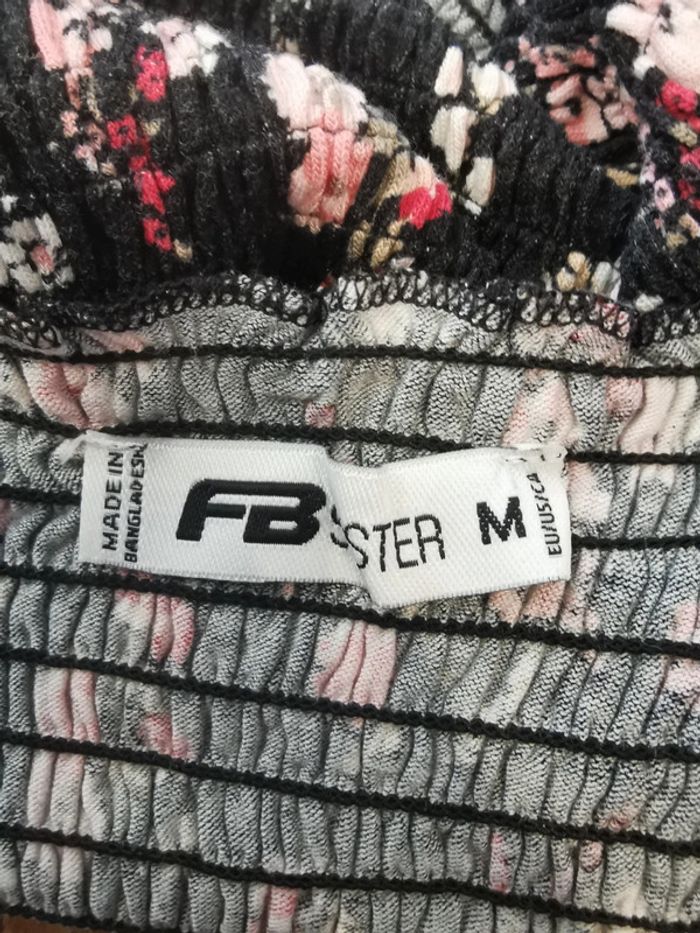 MADE IN
BANGLADESH
FB SISTER
M
EU/US/CA